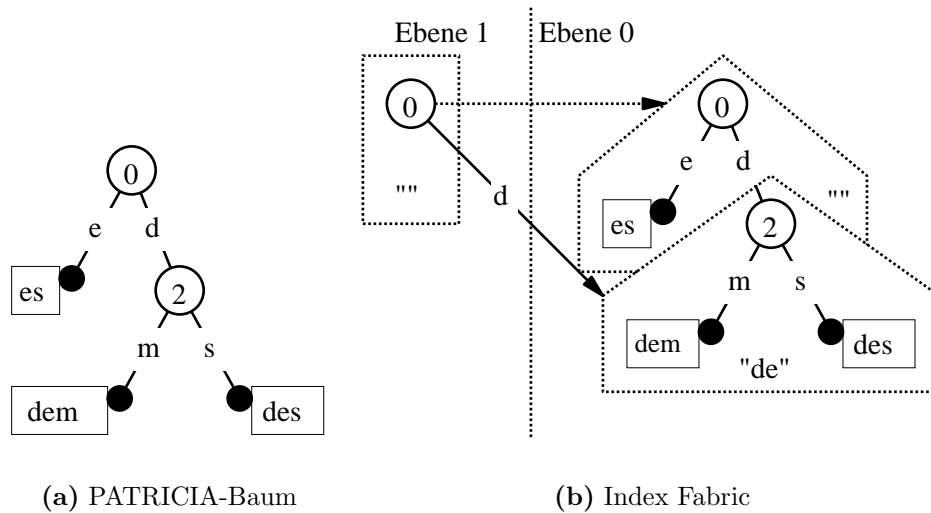 Ebene 1
Ebene 0
0
""
d
0
e
d
""
es
2
m
s
dem
des
"de"
0
e
d
es
2
m
s
dem
des
(a) PATRICIA-Baum
(b) Index Fabric